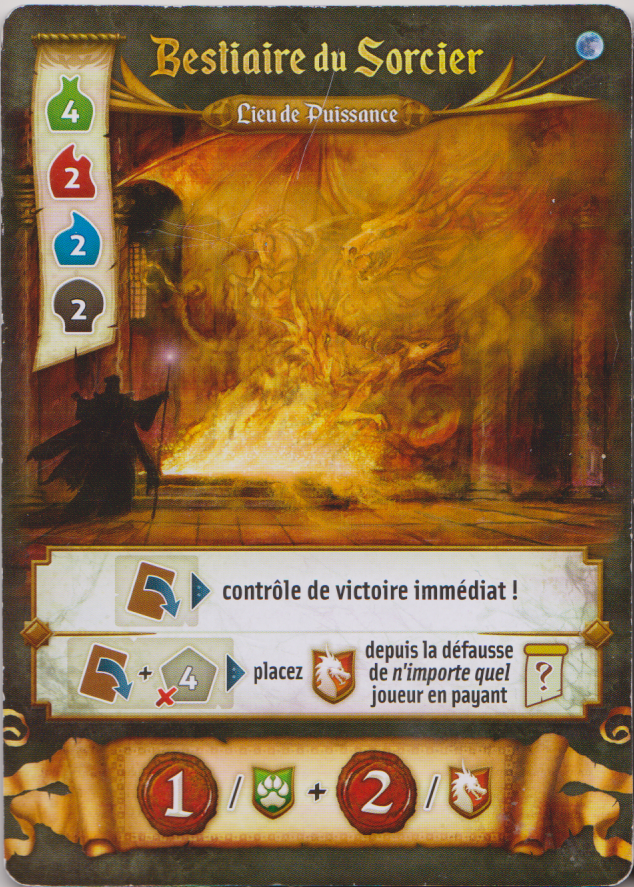 Bestiaire du Sorcier
Lieu de Puissance
4
2
2
2
contrôle de victoire immédiat !
+ 4 placez depuis la défausse
de n'importe quel
joueur en payant ?
1 / + 2 /